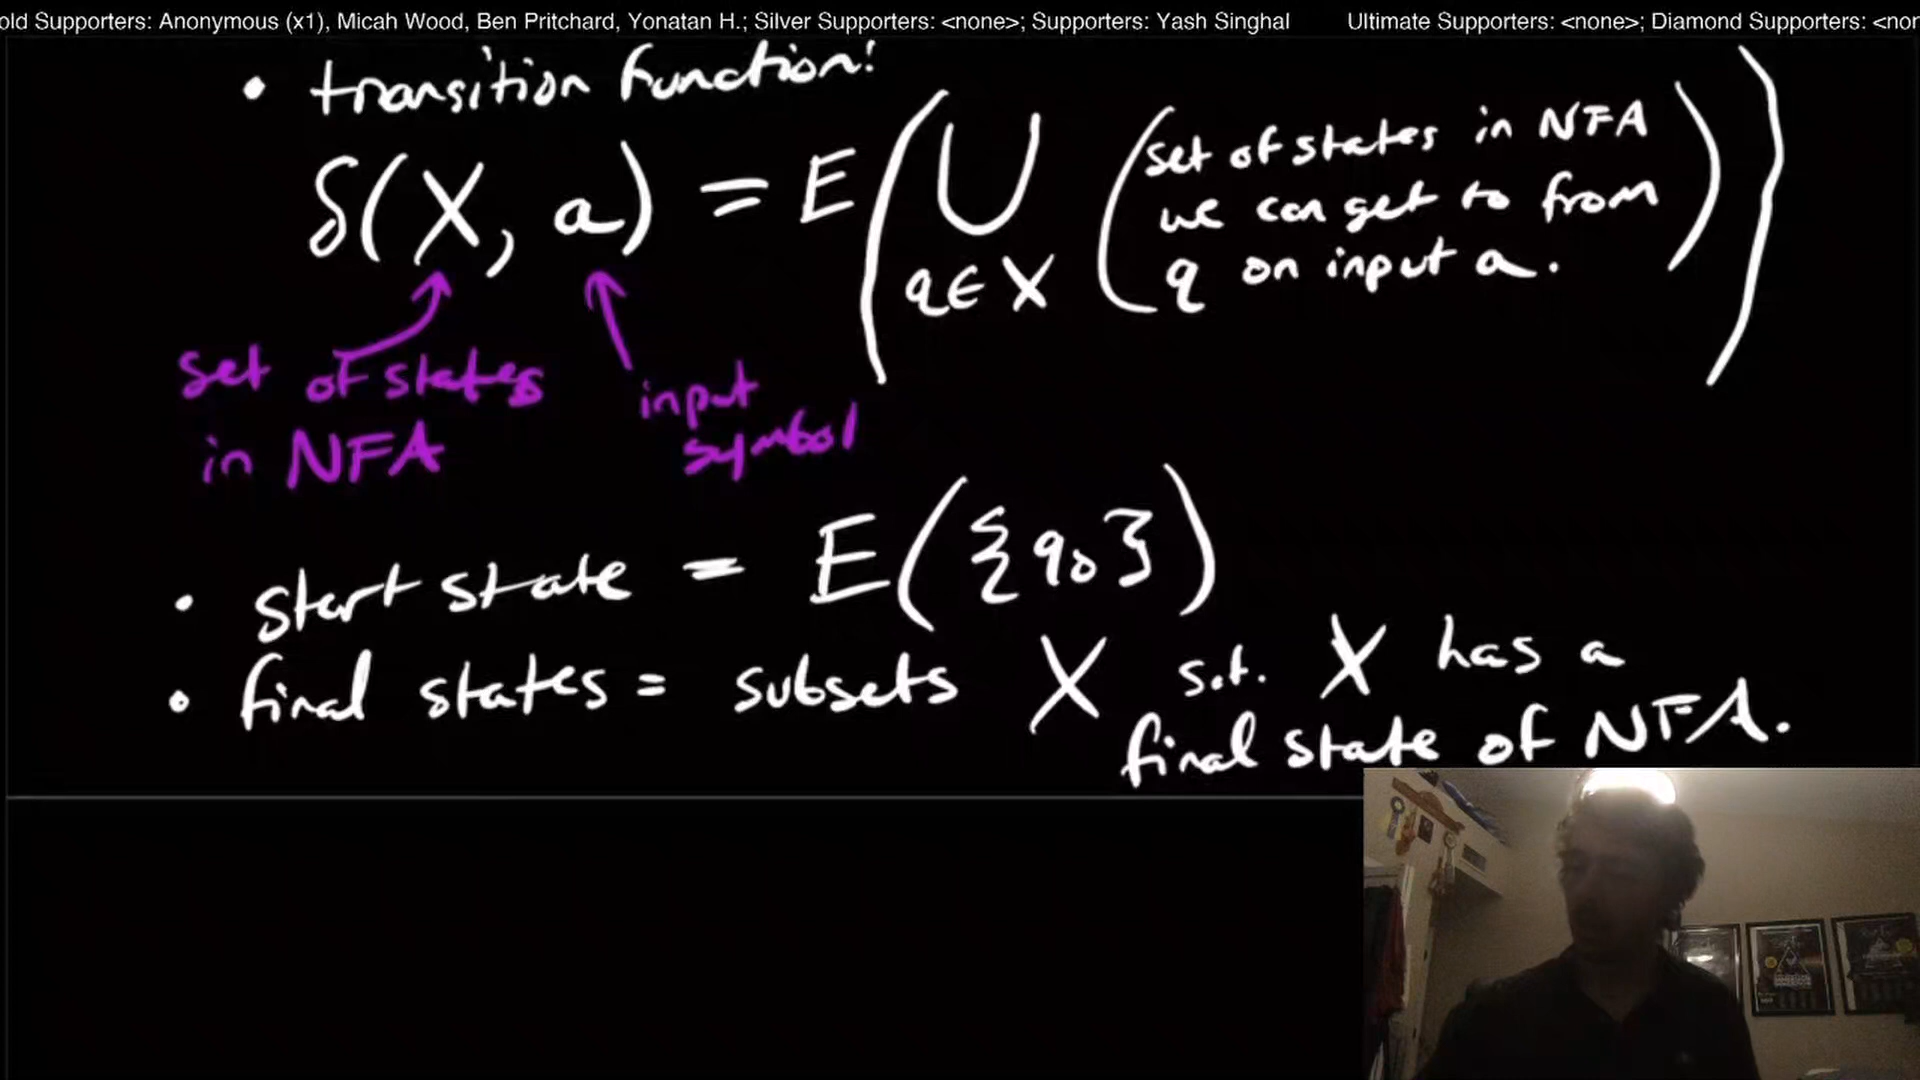 old Supporters: Anonymous (x1), Micah Wood, Ben Pritchard, Yonatan H.; Silver Supporters: <none>; Supporters: Yash Singhal Ultimate Supporters: <none>; Diamond Supporters: <nor
• transition function:
δ(X, a) = E(⋃ q∈X (set of states in NFA
we can get to from
q on input a.))
set of states
in NFA
input
symbol
• start state = E({q₀})
• final states = subsets X s.t. X has a
final state of NFA.